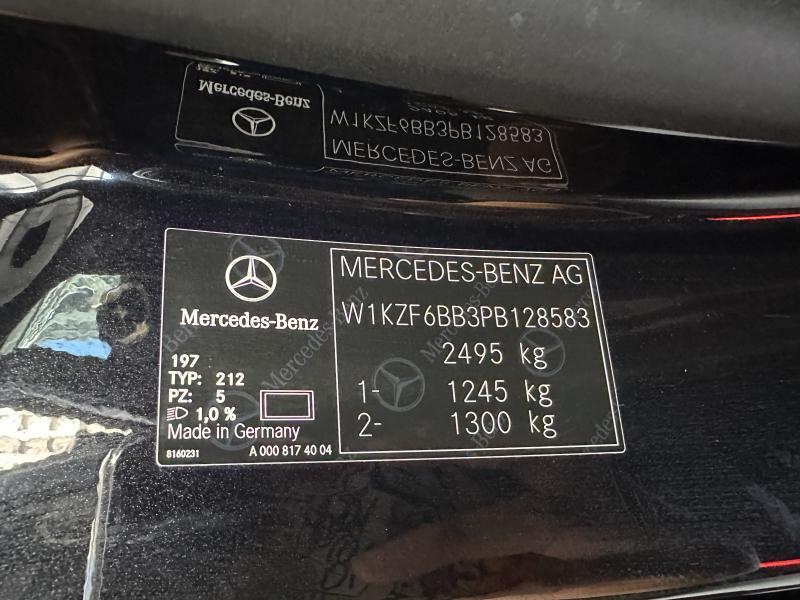 Mercedes-Benz
W1KZF6BB3PB128583
MERCEDES-BENZ AG
Mercedes-Benz
197
TYP: 212
PZ: 5
1,0 %
Made in Germany
8160231
A 000 817 40 04
MERCEDES-BENZ AG
W1KZF6BB3PB128583
2495 kg
1- 1245 kg
2- 1300 kg